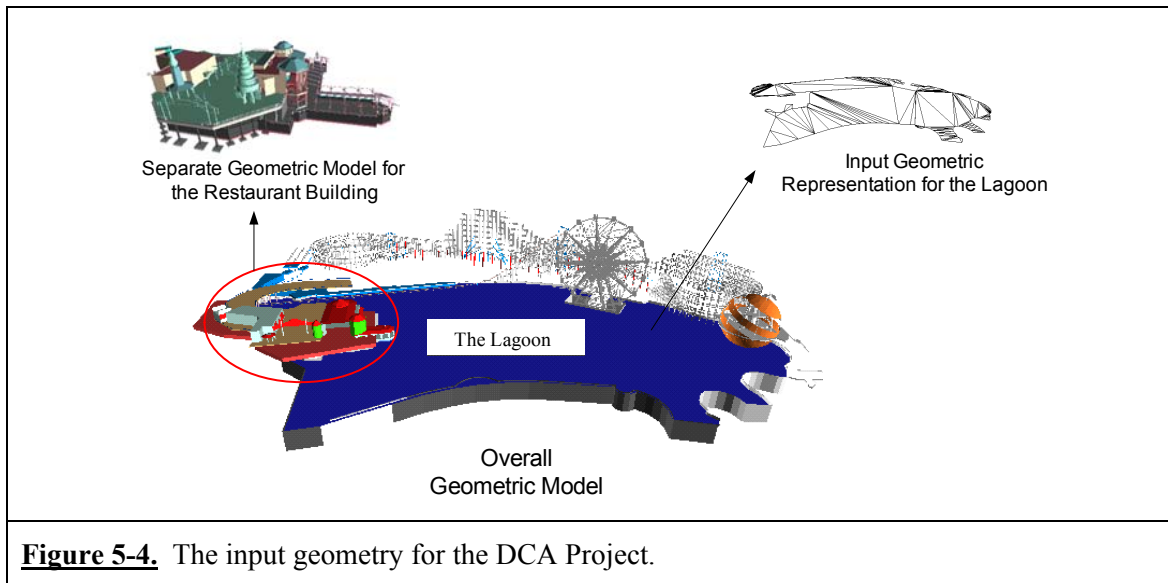 Separate Geometric Model for
the Restaurant Building
Input Geometric
Representation for the Lagoon
The Lagoon
Overall
Geometric Model
Figure 5-4. The input geometry for the DCA Project.